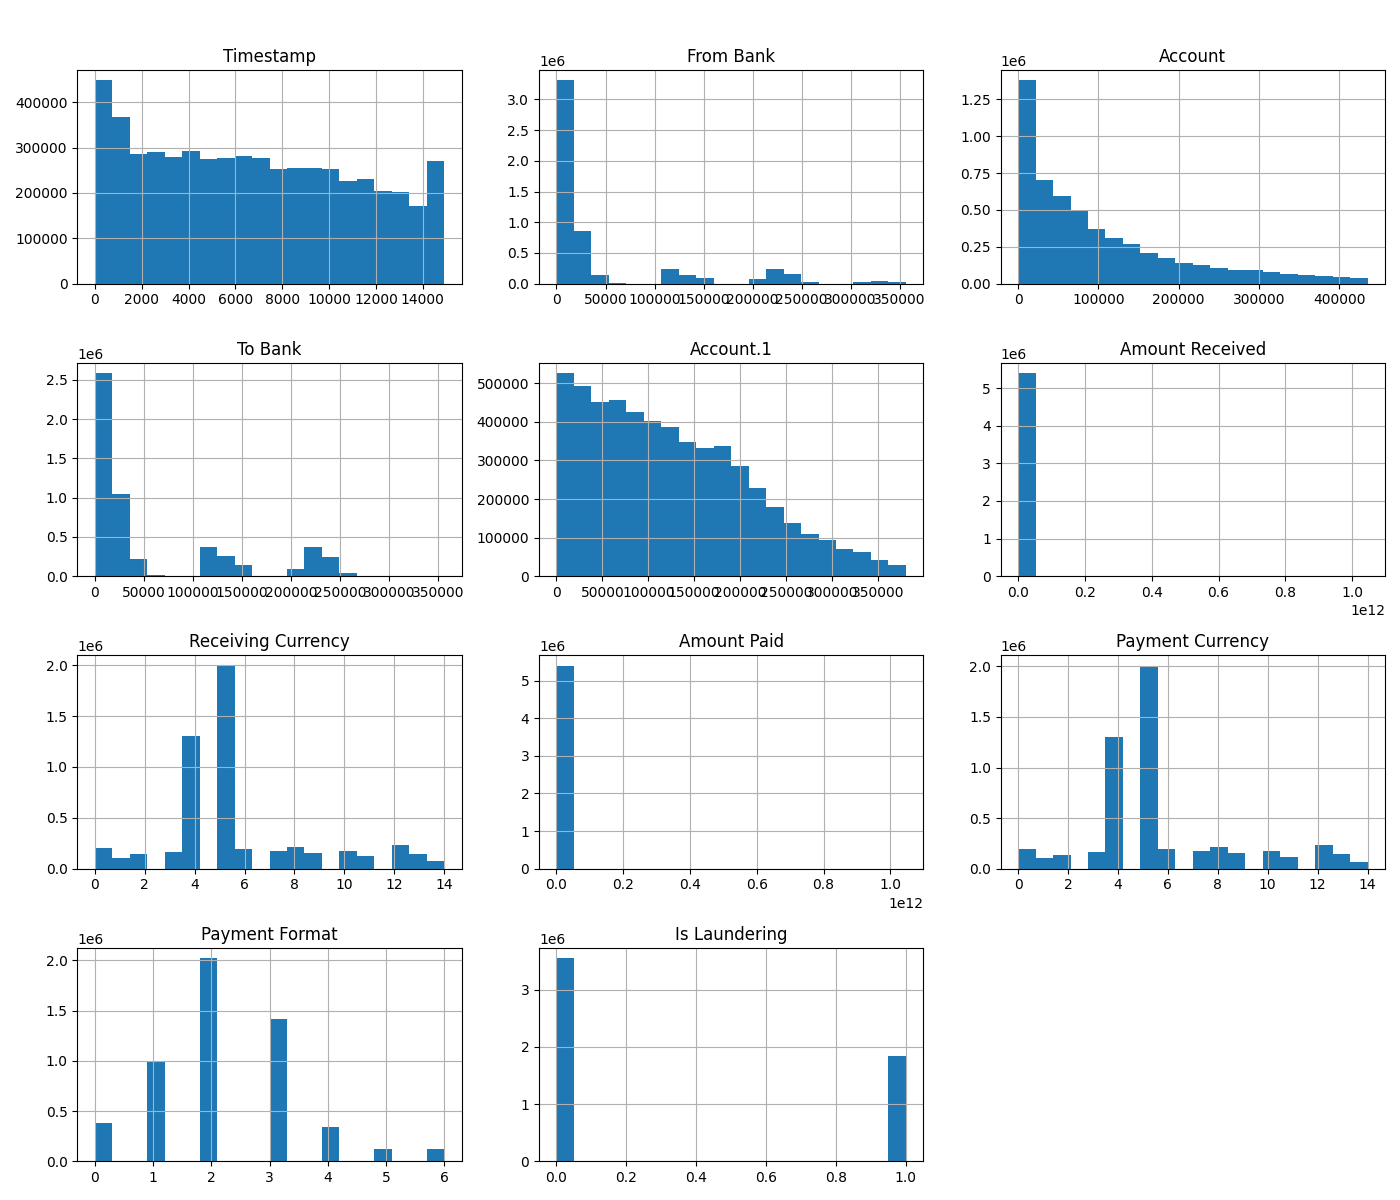 Timestamp
400000
300000
200000
100000
0
0 2000 4000 6000 8000 10000 12000 14000
From Bank
1e6
3.0
2.5
2.0
1.5
1.0
0.5
0.0
0 50000 100000 150000 200000 250000 300000 350000
Account
1e6
1.25
1.00
0.75
0.50
0.25
0.00
0 100000 200000 300000 400000
To Bank
1e6
2.5
2.0
1.5
1.0
0.5
0.0
0 50000 100000 150000 200000 250000 300000 350000
Account.1
500000
400000
300000
200000
100000
0
0 50000 100000 150000 200000 250000 300000 350000
Amount Received
1e6
5
4
3
2
1
0
0.0 0.2 0.4 0.6 0.8 1.0
1e12
Receiving Currency
1e6
2.0
1.5
1.0
0.5
0.0
0 2 4 6 8 10 12 14
Amount Paid
1e6
5
4
3
2
1
0
0.0 0.2 0.4 0.6 0.8 1.0
1e12
Payment Currency
1e6
2.0
1.5
1.0
0.5
0.0
0 2 4 6 8 10 12 14
Payment Format
1e6
2.0
1.5
1.0
0.5
0.0
0 1 2 3 4 5 6
Is Laundering
1e6
3
2
1
0
0.0 0.2 0.4 0.6 0.8 1.0